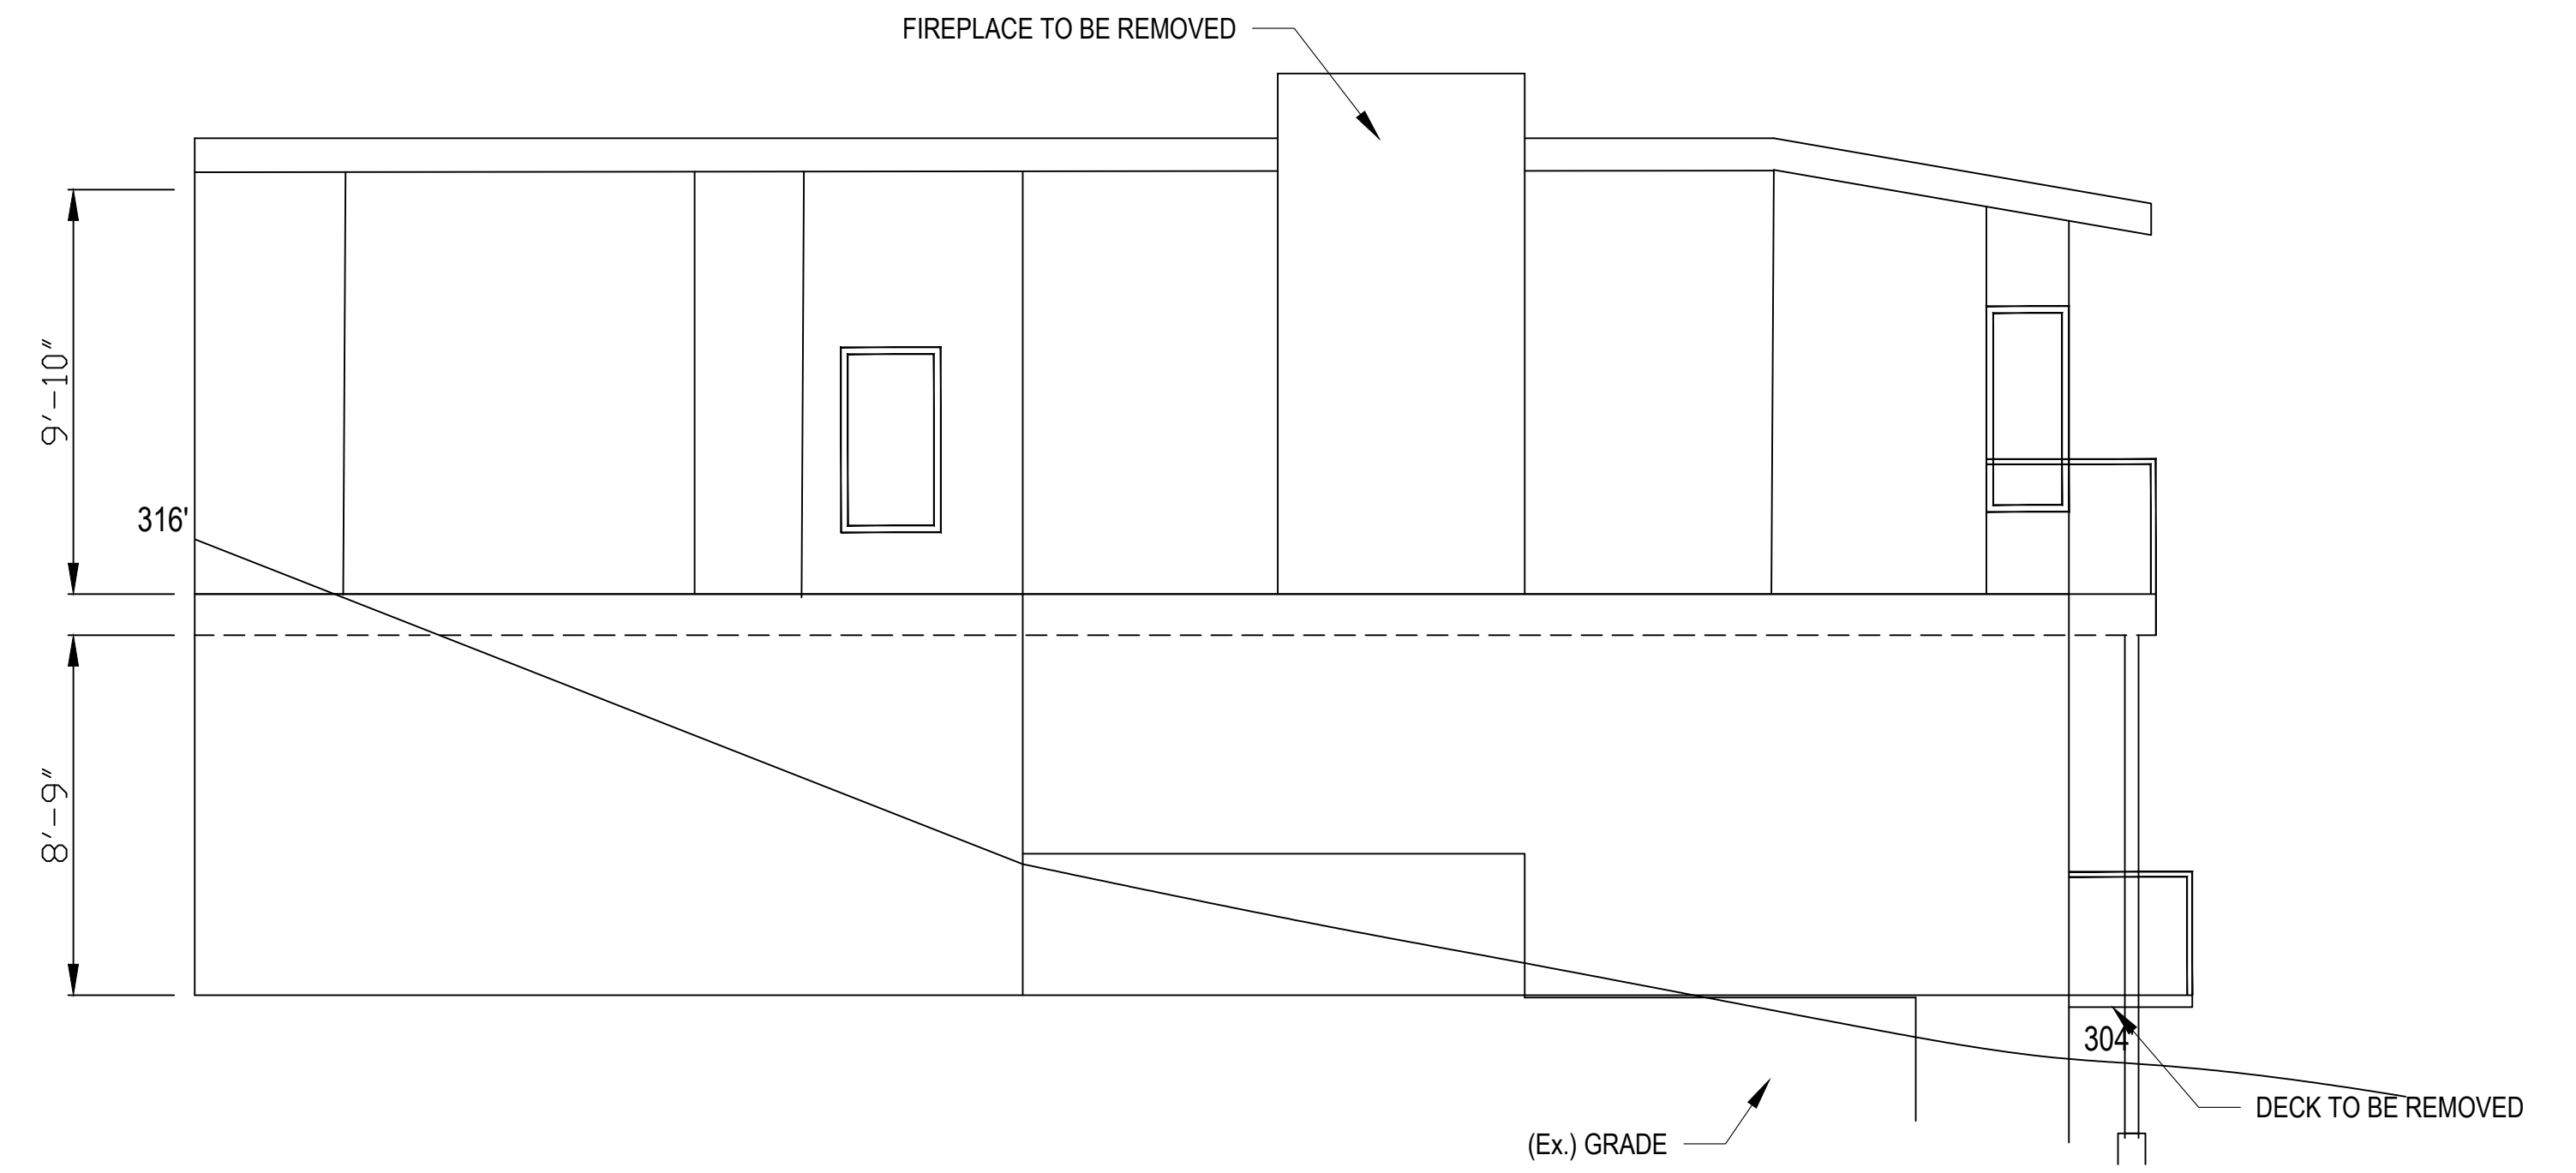 FIREPLACE TO BE REMOVED
9'-10"
316'
8'-9"
304'
DECK TO BE REMOVED
(Ex.) GRADE